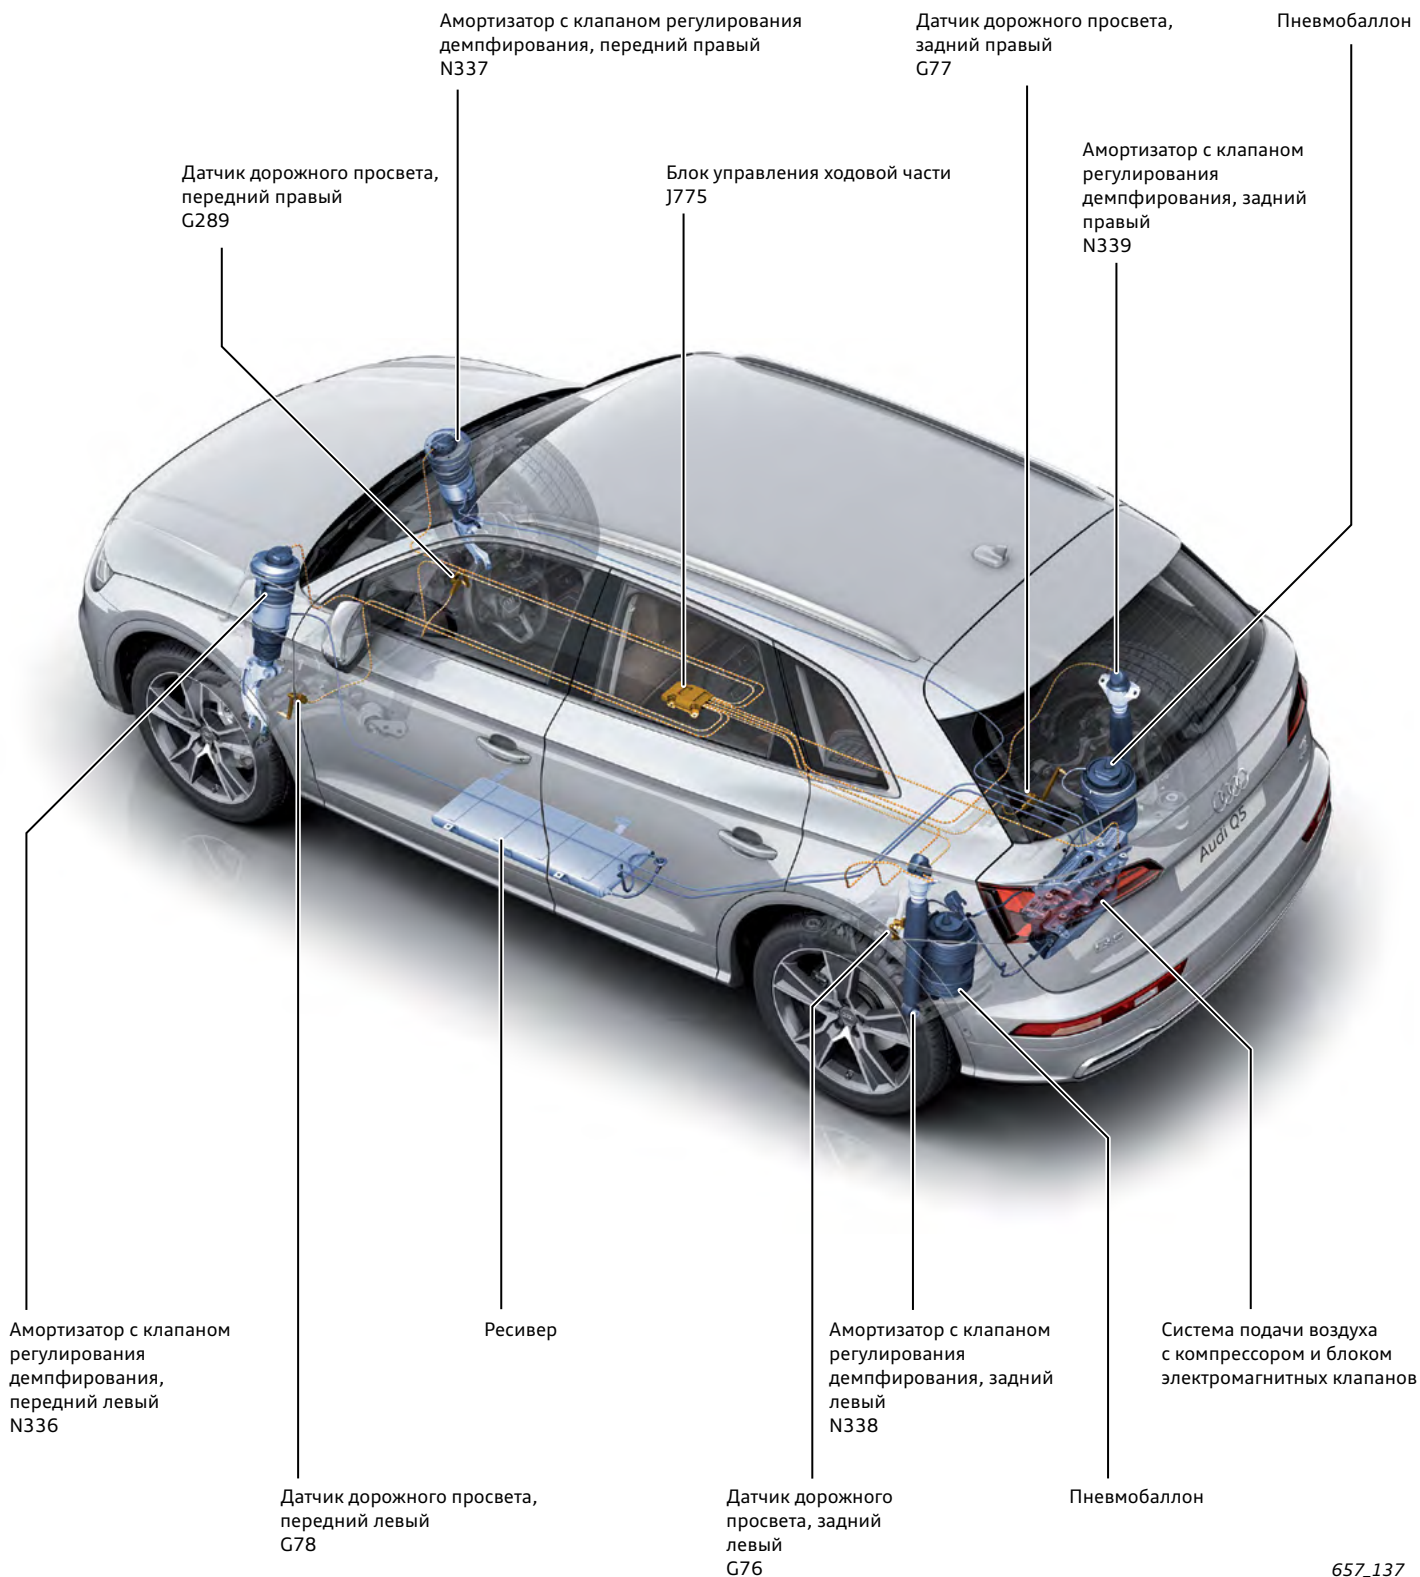 Амортизатор с клапаном регулирования
демпфирования, передний правый
N337
Датчик дорожного просвета,
задний правый
G77
Пневмобаллон
Датчик дорожного просвета,
передний правый
G289
Блок управления ходовой части
J775
Амортизатор с клапаном
регулирования
демпфирования, задний
правый
N339
Audi Q5
Амортизатор с клапаном
регулирования
демпфирования,
передний левый
N336
Ресивер
Амортизатор с клапаном
регулирования
демпфирования, задний
левый
N338
Система подачи воздуха
с компрессором и блоком
электромагнитных клапанов
Датчик дорожного просвета,
передний левый
G78
Датчик дорожного
просвета, задний
левый
G76
Пневмобаллон
657_137